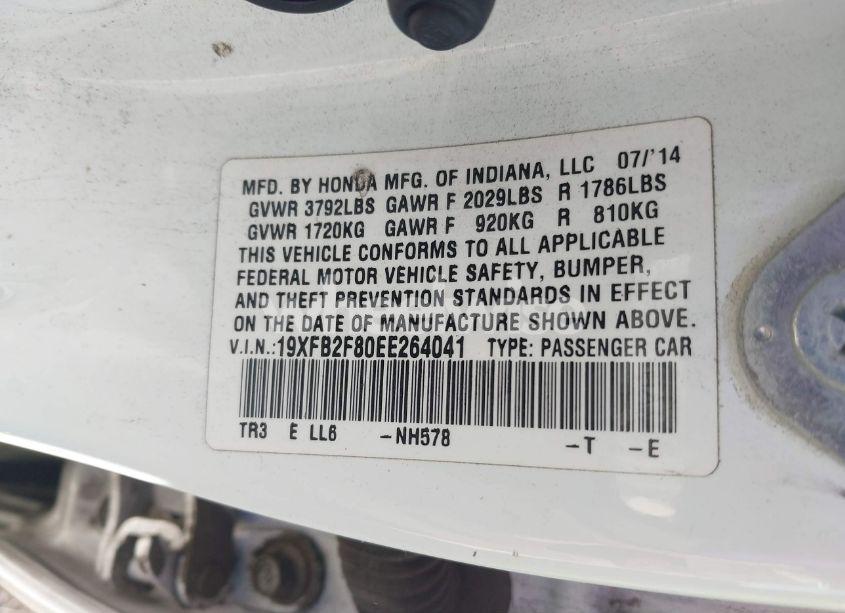 MFD. BY HONDA MFG. OF INDIANA, LLC 07/'14
GVWR 3792LBS GAWR F 2029LBS R 1786LBS
GVWR 1720KG GAWR F 920KG R 810KG
THIS VEHICLE CONFORMS TO ALL APPLICABLE
FEDERAL MOTOR VEHICLE SAFETY, BUMPER,
AND THEFT PREVENTION STANDARDS IN EFFECT
ON THE DATE OF MANUFACTURE SHOWN ABOVE.
V.I.N.:19XFB2F80EE264041 TYPE: PASSENGER CAR
TR3 E LL6 -NH578 -T -E